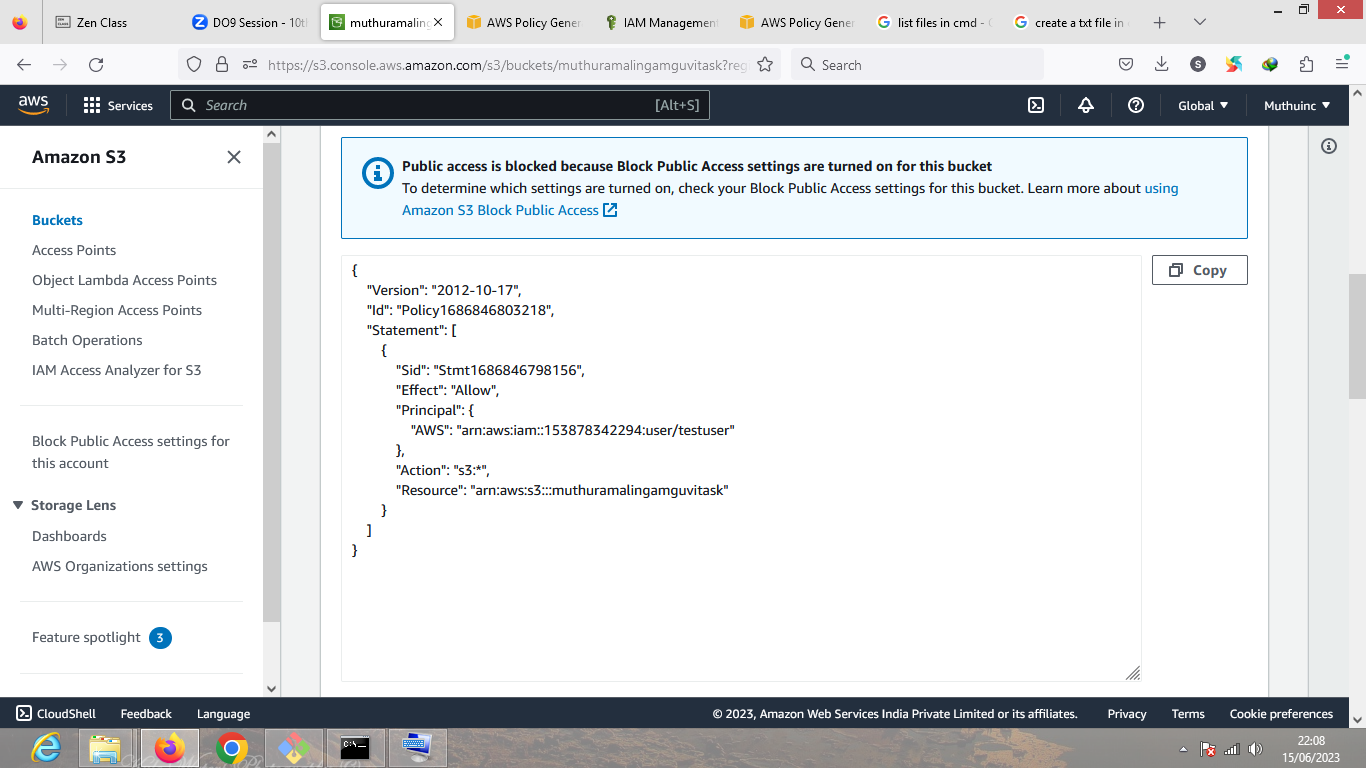 Zen Class
DO9 Session - 10th
muthuramaling
AWS Policy Gener
IAM Management
AWS Policy Gener
list files in cmd - G
create a txt file in
https://s3.console.aws.amazon.com/s3/buckets/muthuramalingamguvitask?reg
Search
S
aws
Services
Search
[Alt+S]
Global
Muthuinc
Amazon S3
Buckets
Access Points
Object Lambda Access Points
Multi-Region Access Points
Batch Operations
IAM Access Analyzer for S3
Block Public Access settings for
this account
Storage Lens
Dashboards
AWS Organizations settings
Feature spotlight 3
Public access is blocked because Block Public Access settings are turned on for this bucket
To determine which settings are turned on, check your Block Public Access settings for this bucket. Learn more about using
Amazon S3 Block Public Access
Copy
{
"Version": "2012-10-17",
"Id": "Policy1686846803218",
"Statement": [
{
"Sid": "Stmt1686846798156",
"Effect": "Allow",
"Principal": {
"AWS": "arn:aws:iam::153878342294:user/testuser"
},
"Action": "s3:*",
"Resource": "arn:aws:s3:::muthuramalingamguvitask"
}
]
}
CloudShell
Feedback
Language
© 2023, Amazon Web Services India Private Limited or its affiliates.
Privacy
Terms
Cookie preferences
22:08
15/06/2023